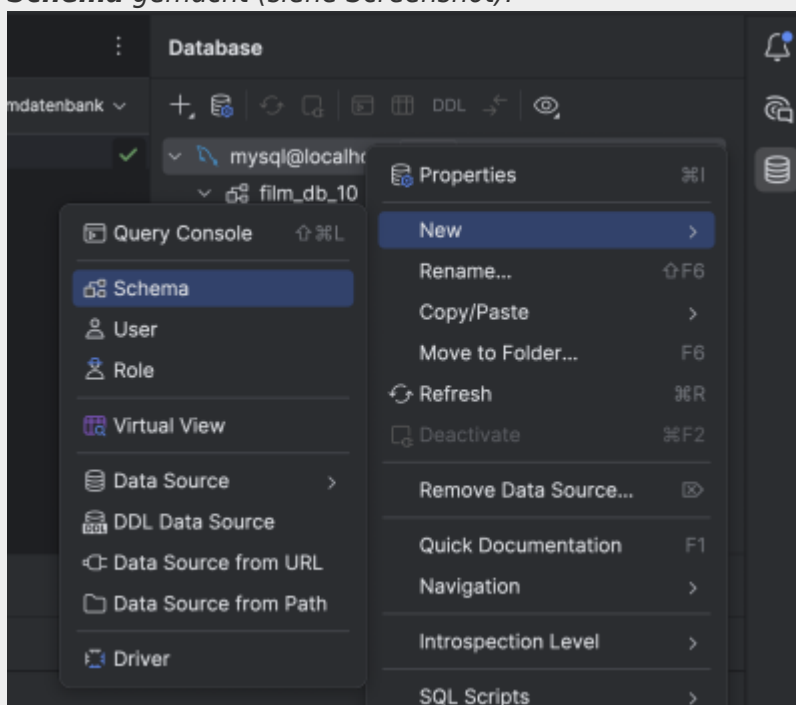 Schema gemacht (siehe Screenshot).
Database
mdatenbank
DDL
mysql@localho
film_db_10
Query Console ⇧⌘L
Schema
User
Role
Virtual View
Data Source
DDL Data Source
Data Source from URL
Data Source from Path
Driver
Properties ⌘I
New
Rename... ⇧F6
Copy/Paste
Move to Folder... F6
Refresh ⌘R
Deactivate ⌘F2
Remove Data Source... ⌦
Quick Documentation F1
Navigation
Introspection Level
SQL Scripts